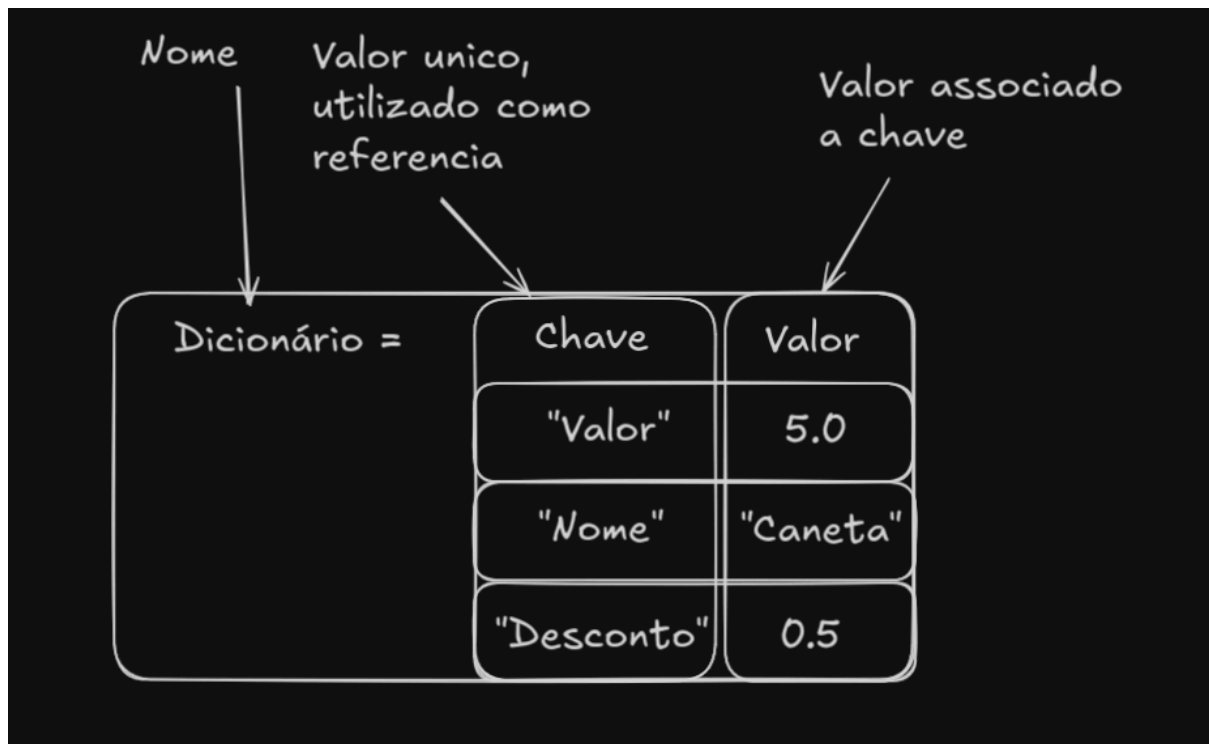 Nome
Valor unico,
utilizado como
referencia
Valor associado
a chave
Dicionário =
Chave
Valor
"Valor"
5.0
"Nome"
"Caneta"
"Desconto"
0.5